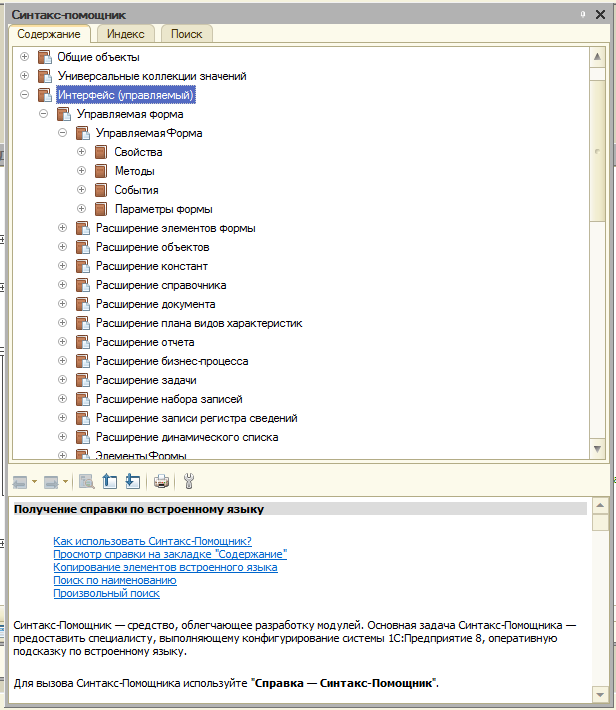 Синтакс-помощник
Содержание Индекс Поиск
Общие объекты
Универсальные коллекции значений
Интерфейс (управляемый)
Управляемая форма
УправляемаяФорма
Свойства
Методы
События
Параметры формы
Расширение элементов формы
Расширение объектов
Расширение констант
Расширение справочника
Расширение документа
Расширение плана видов характеристик
Расширение отчета
Расширение бизнес-процесса
Расширение задачи
Расширение набора записей
Расширение записи регистра сведений
Расширение динамического списка
ЭлементыФормы
Получение справки по встроенному языку
Как использовать Синтакс-Помощник?
Просмотр справки на закладке "Содержание"
Копирование элементов встроенного языка
Поиск по наименованию
Произвольный поиск
Синтакс-Помощник — средство, облегчающее разработку модулей. Основная задача Синтакс-Помощника —
предоставить специалисту, выполняющему конфигурирование системы 1С:Предприятие 8, оперативную
подсказку по встроенному языку.
Для вызова Синтакс-Помощника используйте "Справка — Синтакс-Помощник".